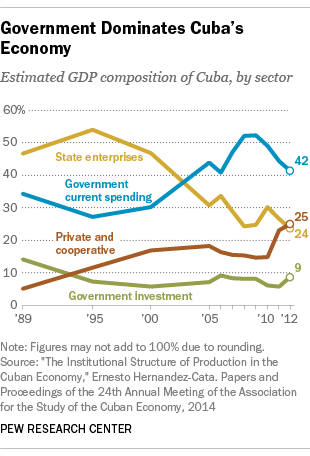 Government Dominates Cuba's
Economy
Estimated GDP composition of Cuba, by sector
60%
50
40
30
20
10
0
State enterprises
Government
current spending
Private and
cooperative
Government investment
42
25
24
9
'89
'95
'00
'05
'10
'12
Note: Figures may not add to 100% due to rounding.
Source: "The Institutional Structure of Production in the
Cuban Economy," Ernesto Hernandez-Cata. Papers and
Proceedings of the 24th Annual Meeting of the Association
for the Study of the Cuban Economy, 2014
PEW RESEARCH CENTER